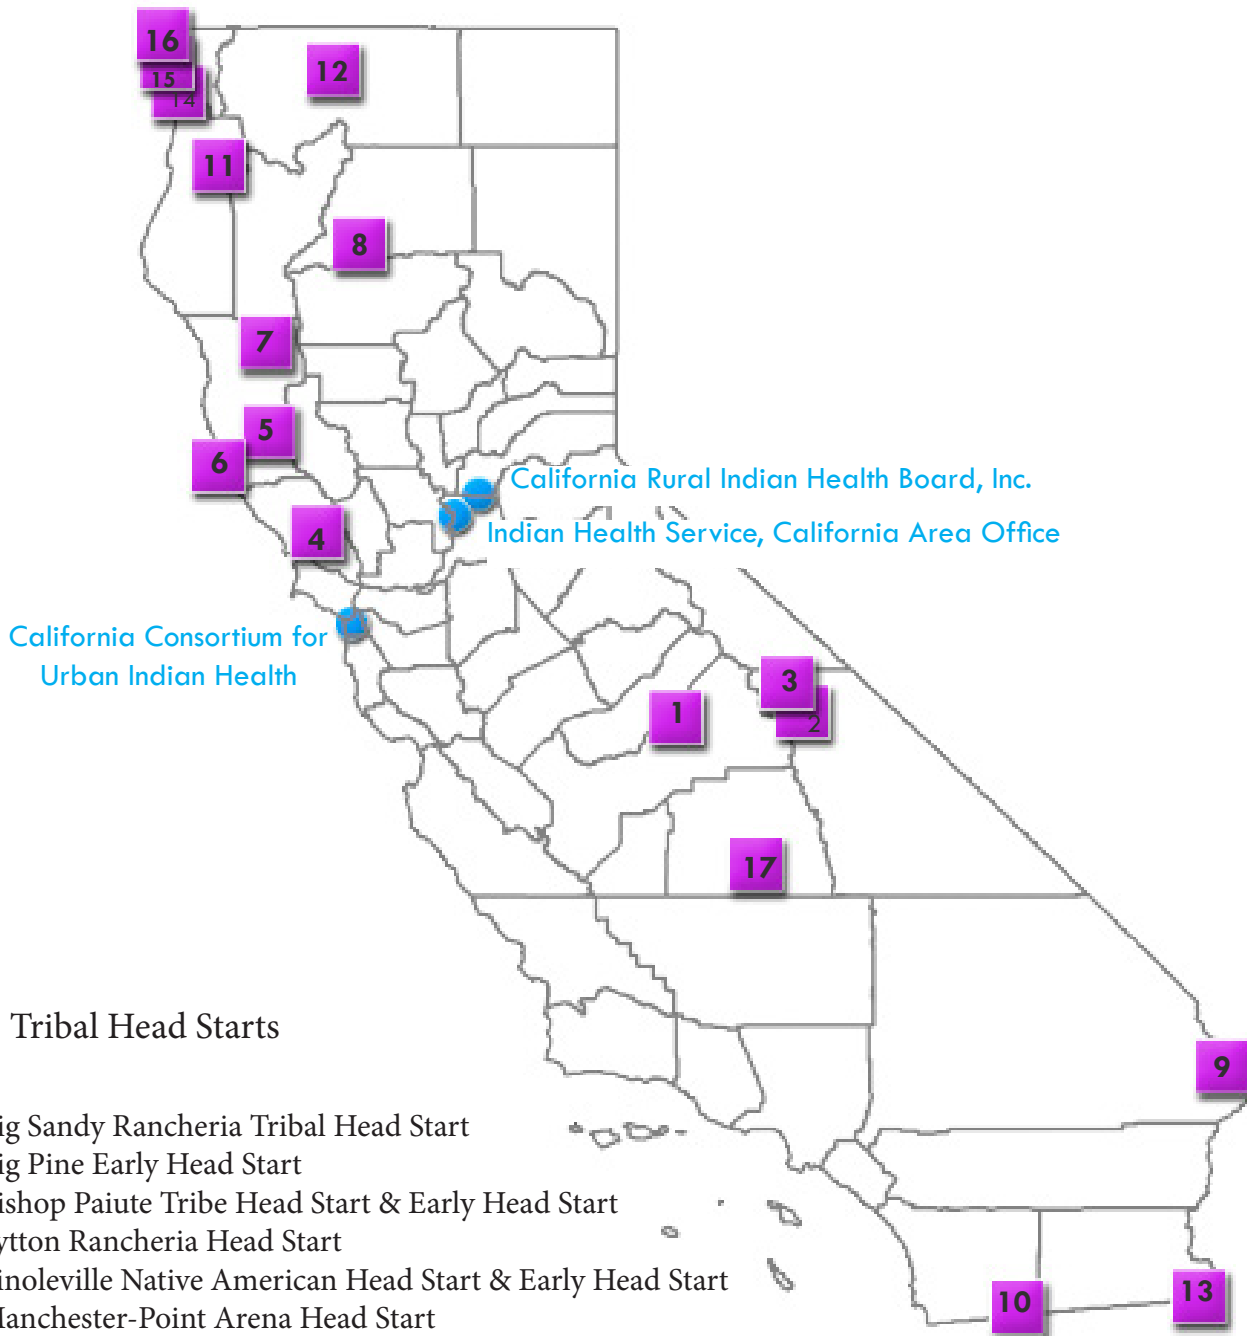 16
15
14
12
11
8
7
5
6
4
California Rural Indian Health Board, Inc.
Indian Health Service, California Area Office
California Consortium for
Urban Indian Health
3
2
1
17
9
10
13
Tribal Head Starts
ig Sandy Rancheria Tribal Head Start
ig Pine Early Head Start
ishop Paiute Tribe Head Start & Early Head Start
ytton Rancheria Head Start
inoleville Native American Head Start & Early Head Start
Manchester-Point Arena Head Start